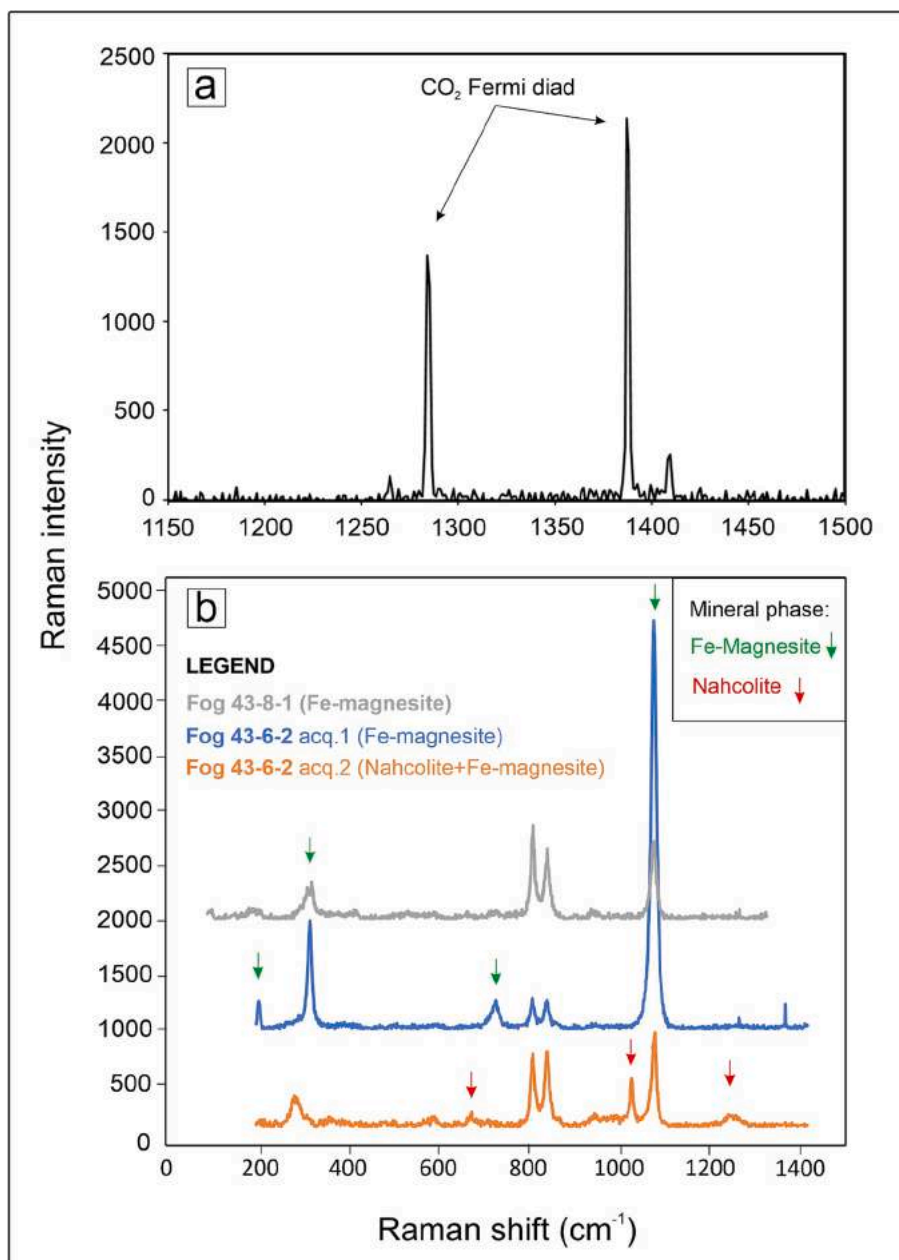 a
CO₂ Fermi diad
2500
2000
1500
1000
500
0
1150 1200 1250 1300 1350 1400 1450 1500
Raman intensity
b
5000
4500
4000
3500
3000
2500
2000
1500
1000
500
0
LEGEND
Fog 43-8-1 (Fe-magnesite)
Fog 43-6-2 acq.1 (Fe-magnesite)
Fog 43-6-2 acq.2 (Nahcolite+Fe-magnesite)
Mineral phase:
Fe-Magnesite
Nahcolite
0 200 400 600 800 1000 1200 1400
Raman shift (cm⁻¹)